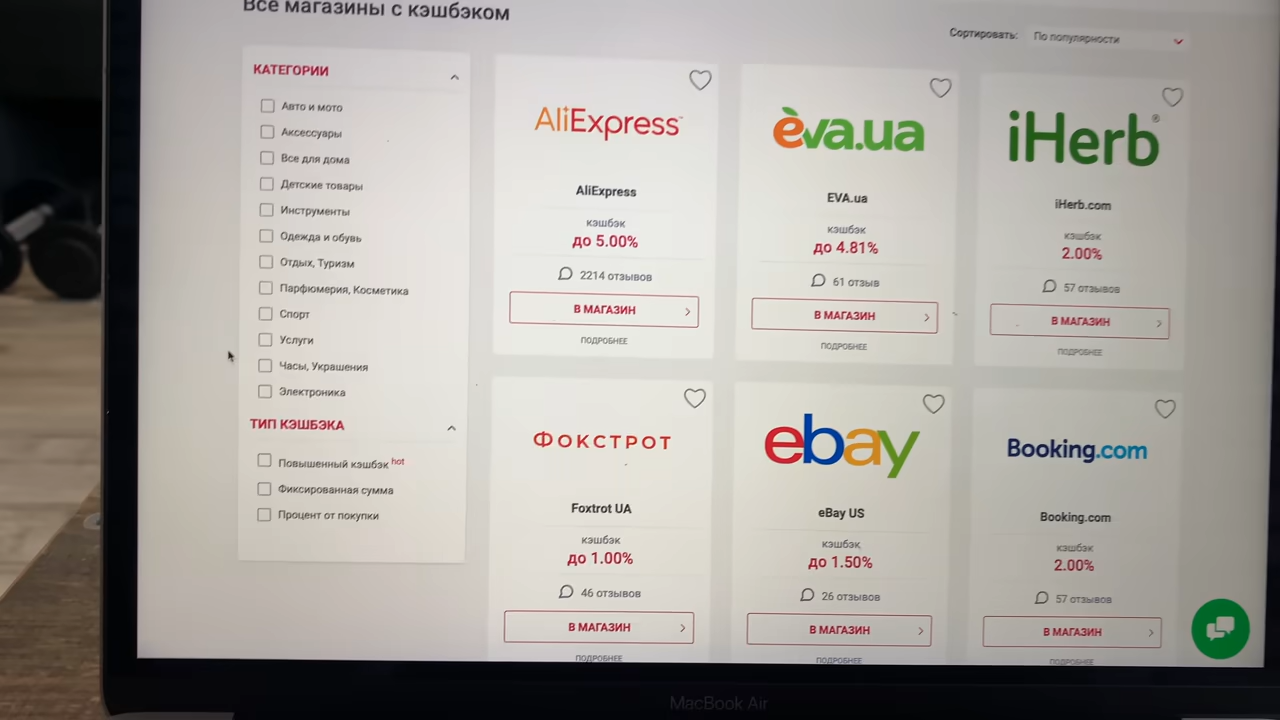 Все магазины с кэшбэком
Сортировать: По популярности
КАТЕГОРИИ
Авто и мото
Аксессуары
Все для дома
Детские товары
Инструменты
Одежда и обувь
Отдых, Туризм
Парфюмерия, Косметика
Спорт
Услуги
Часы, Украшения
Электроника
ТИП КЭШБЭКА
Повышенный кэшбэк hot
Фиксированная сумма
Процент от покупки
AliExpress
AliExpress
кэшбэк
до 5.00%
2214 отзывов
В МАГАЗИН
ПОДРОБНЕЕ
èva.ua
EVA.ua
кэшбэк
до 4.81%
61 отзыв
В МАГАЗИН
ПОДРОБНЕЕ
iHerb®
iHerb.com
кэшбэк
2.00%
57 отзывов
В МАГАЗИН
ПОДРОБНЕЕ
ФОКСТРОТ
Foxtrot UA
кэшбэк
до 1.00%
46 отзывов
В МАГАЗИН
ПОДРОБНЕЕ
ebay
eBay US
кэшбэк
до 1.50%
26 отзывов
В МАГАЗИН
ПОДРОБНЕЕ
Booking.com
Booking.com
кэшбэк
2.00%
57 отзывов
В МАГАЗИН
ПОДРОБНЕЕ
MacBook Air